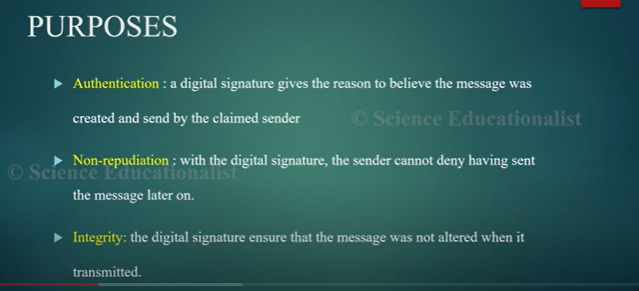 PURPOSES
Authentication : a digital signature gives the reason to believe the message was
created and send by the claimed sender
© Science Educationalist
Non-repudiation : with the digital signature, the sender cannot deny having sent
© Science Educationalist
the message later on.
Integrity: the digital signature ensure that the message was not altered when it
transmitted.